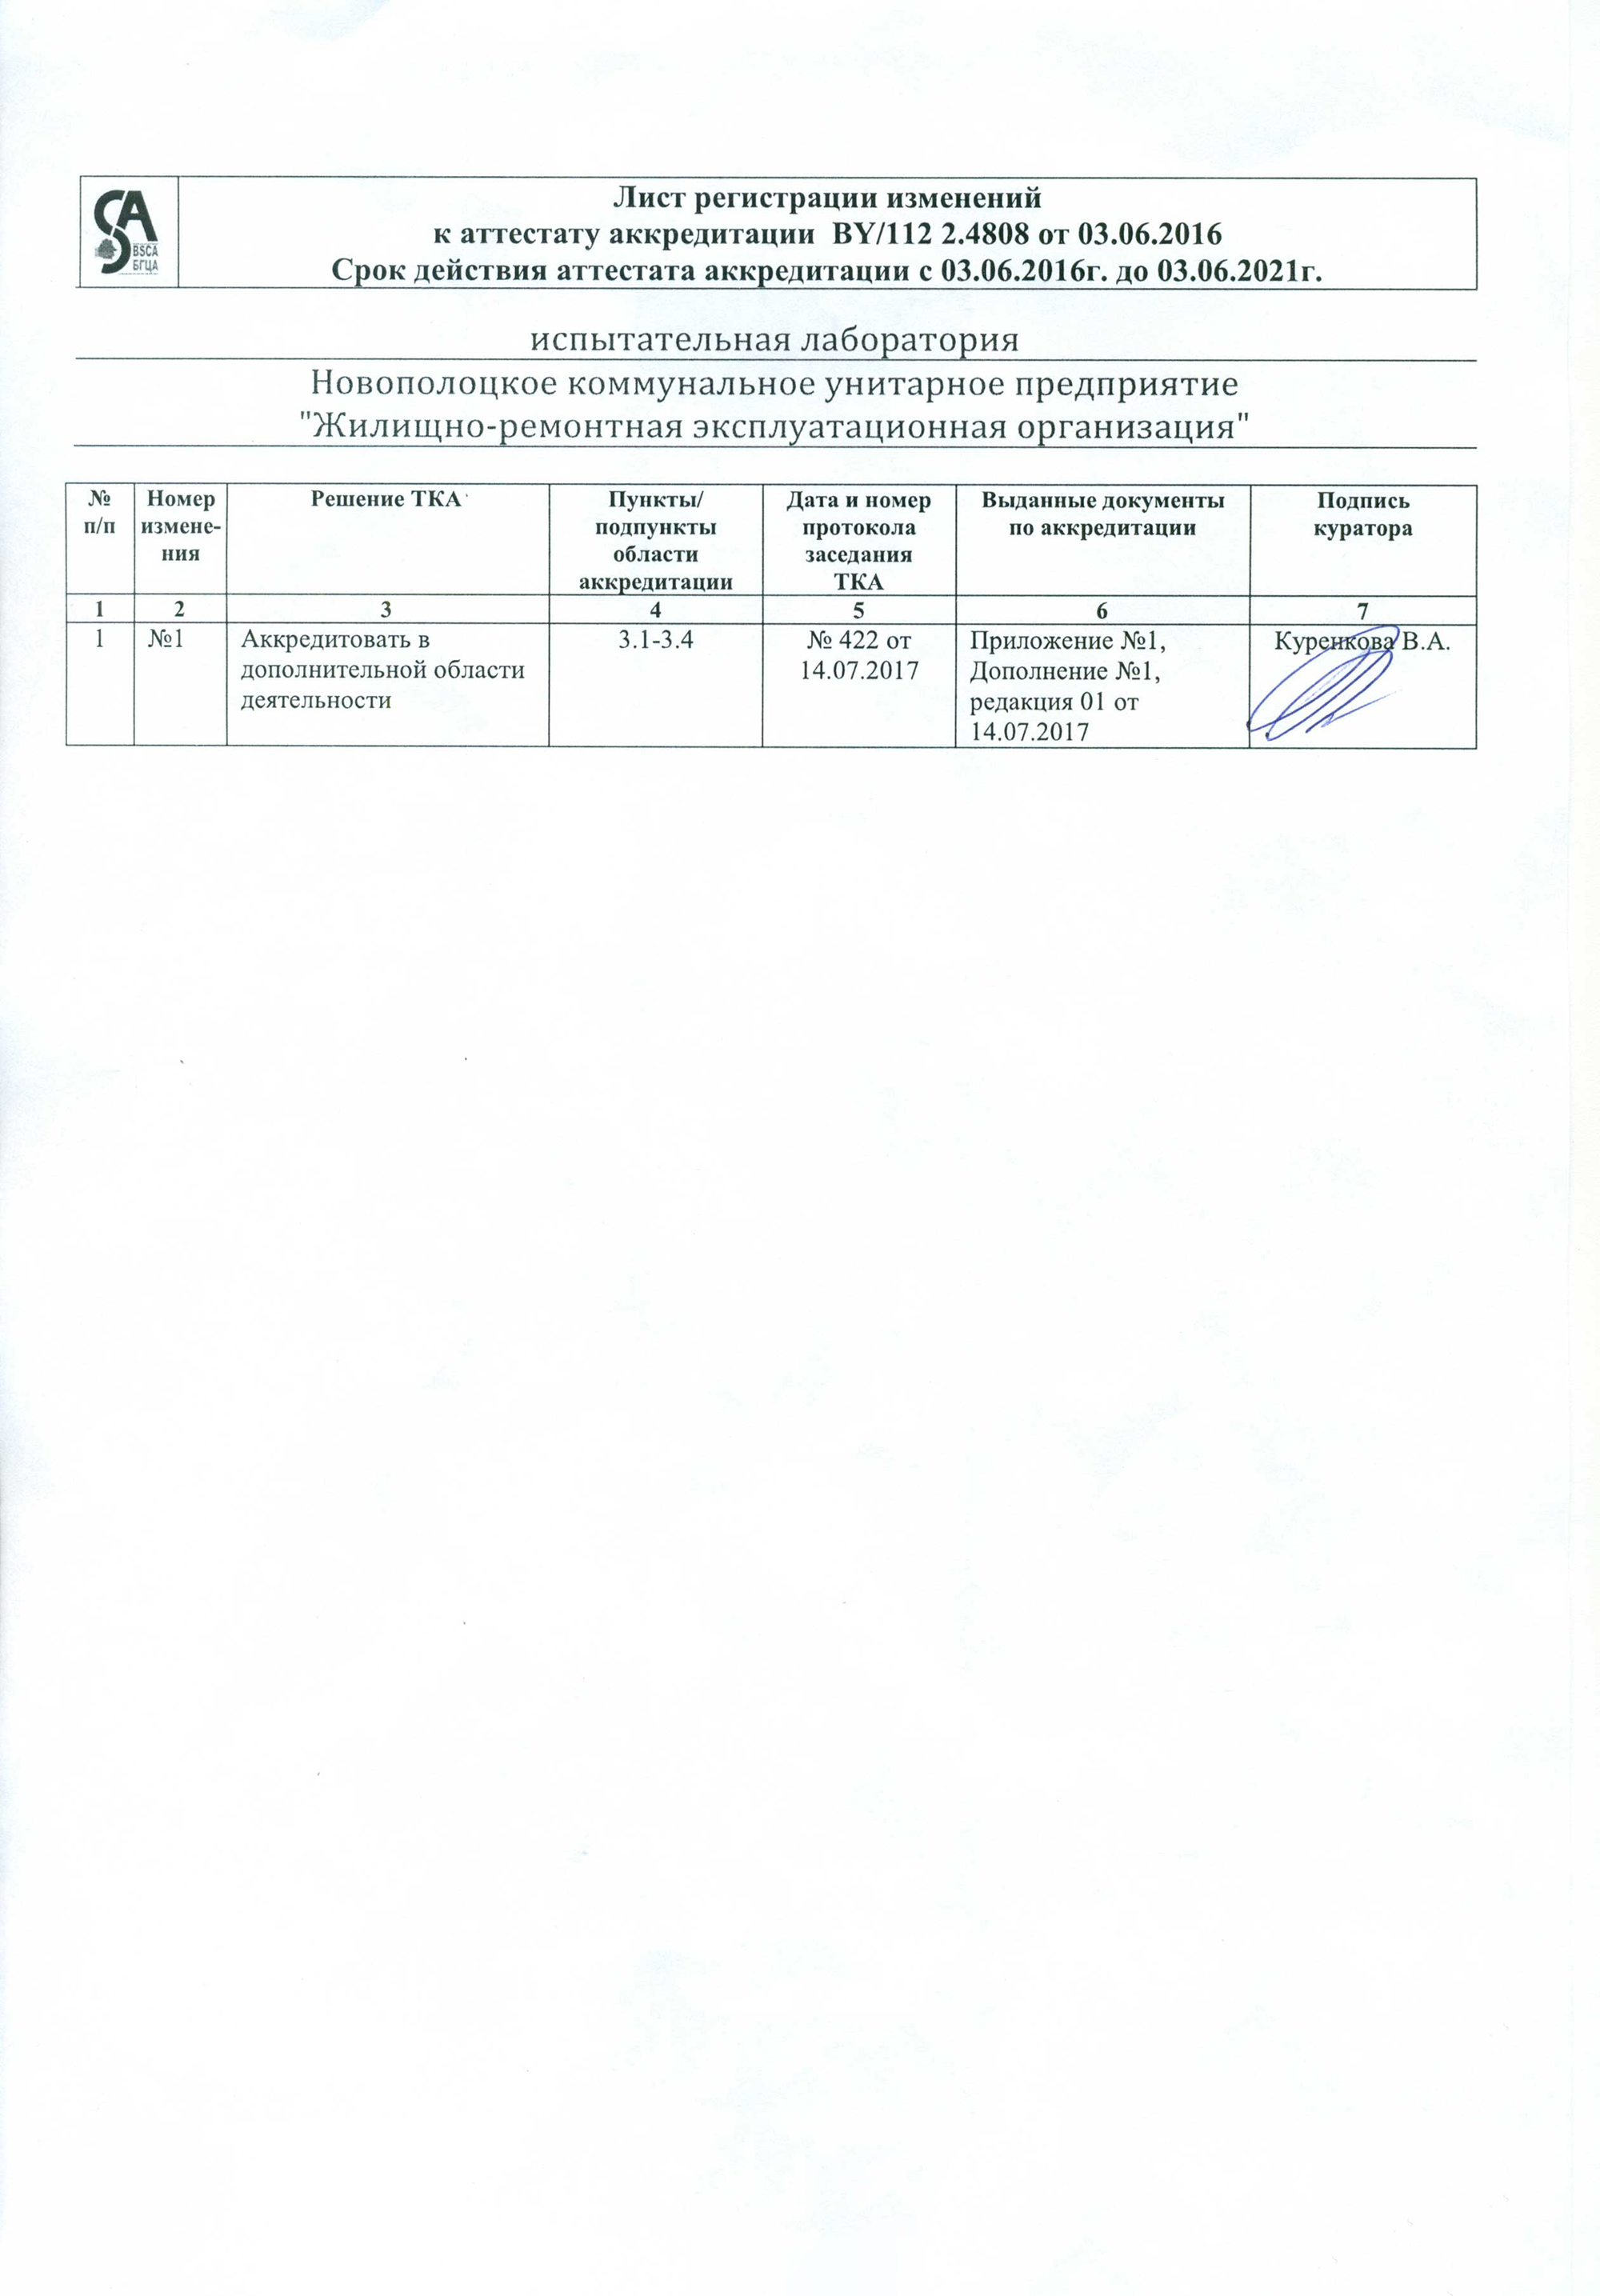 BSCA
БГЦА
Лист регистрации изменений
к аттестату аккредитации BY/112 2.4808 от 03.06.2016
Срок действия аттестата аккредитации с 03.06.2016г. до 03.06.2021г.
испытательная лаборатория
Новополоцкое коммунальное унитарное предприятие
"Жилищно-ремонтная эксплуатационная организация"
№
п/п
Номер
измене-
ния
Решение ТКА
Пункты/
подпункты
области
аккредитации
Дата и номер
протокола
заседания
ТКА
Выданные документы
по аккредитации
Подпись
куратора
1 2 3 4 5 6 7
1
№1
Аккредитовать в
дополнительной области
деятельности
3.1-3.4
№ 422 от
14.07.2017
Приложение №1,
Дополнение №1,
редакция 01 от
14.07.2017
Куренкова В.А.